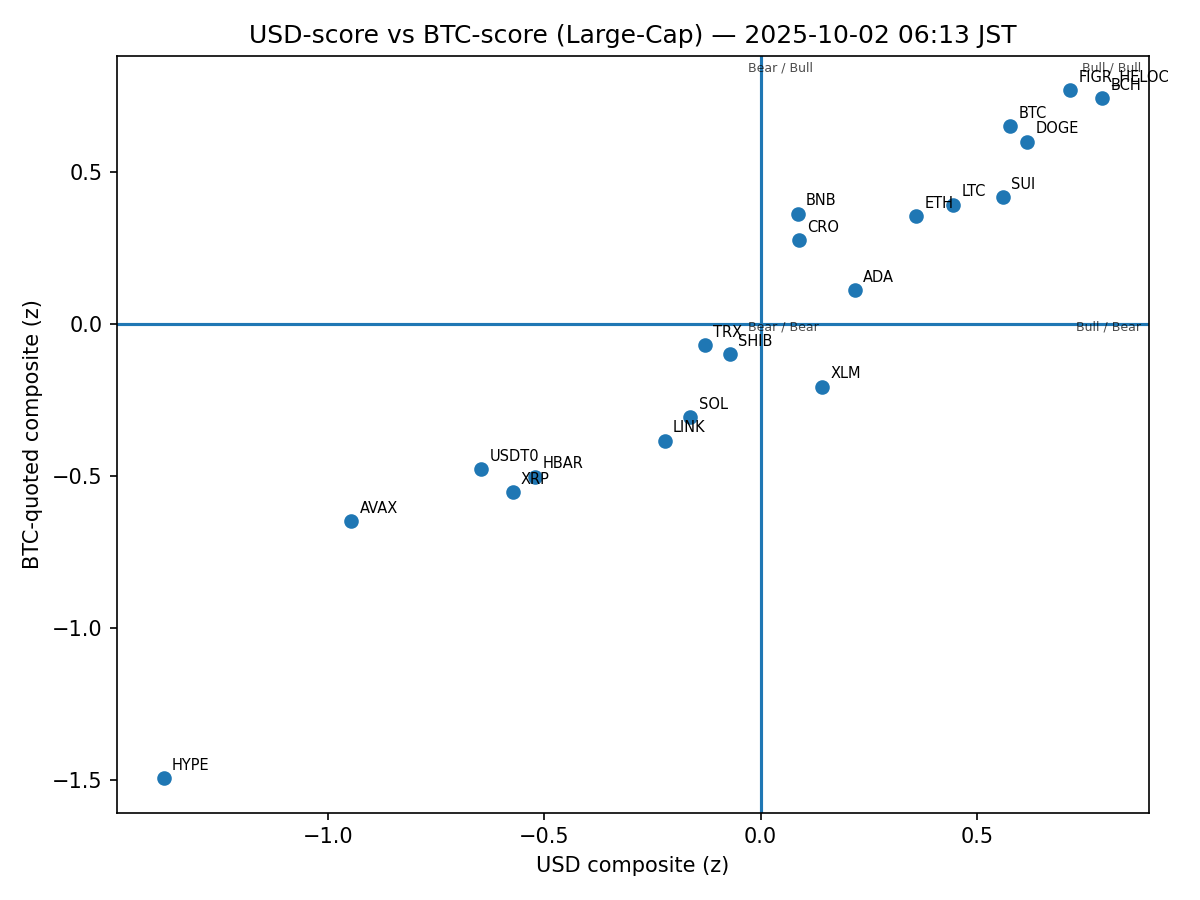 USD-score vs BTC-score (Large-Cap) — 2025-10-02 06:13 JST
Bear / Bull
Bull / Bull
FIGR_HELOC
BCH
BTC
DOGE
SUI
LTC
ETH
BNB
CRO
ADA
Bear / Bear
Bull / Bear
TRX
SHIB
XLM
SOL
LINK
USDT0
HBAR
XRP
AVAX
HYPE
0.5
0.0
−0.5
−1.0
−1.5
BTC-quoted composite (z)
−1.0
−0.5
0.0
0.5
USD composite (z)